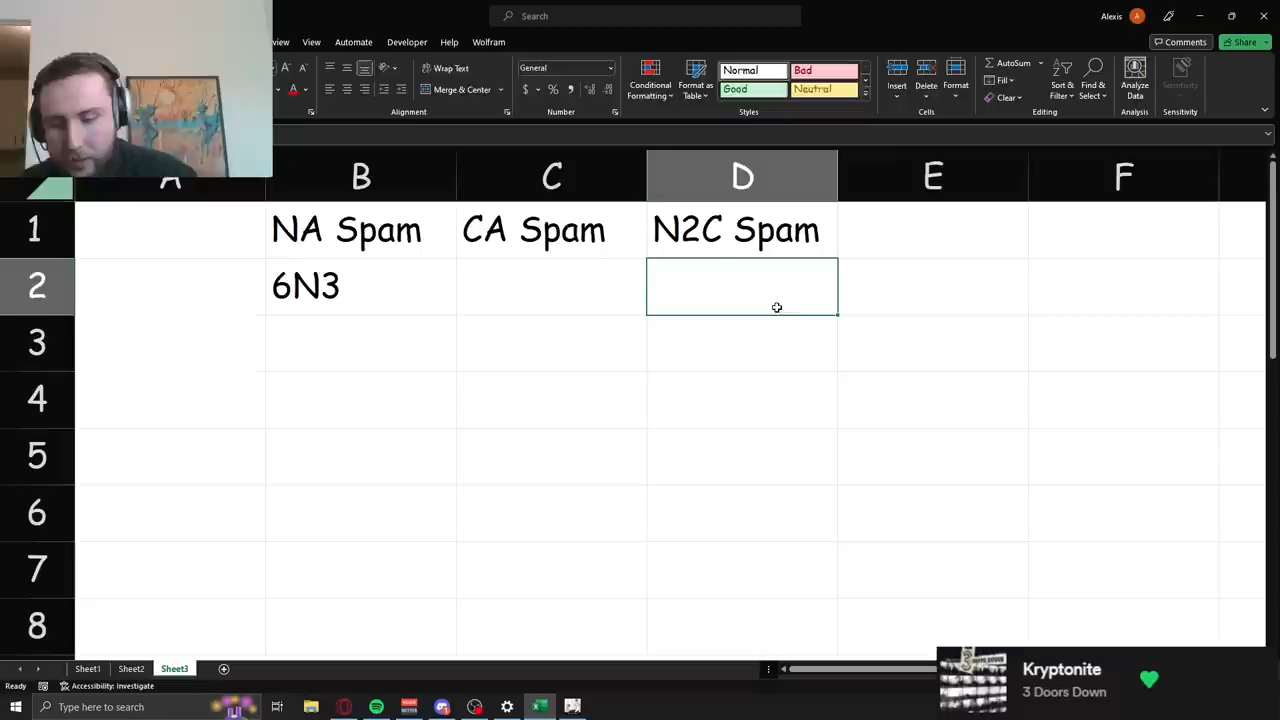 Search
Alexis
view View Automate Developer Help Wolfram
Comments Share
Wrap Text
Merge & Center
General
$ % 
Conditional Formatting
Format as Table
Normal Bad
Good Neutral
Insert Delete Format
AutoSum
Fill
Clear
Sort & Filter
Find & Select
Analyze Data
Sensitivity
Alignment Number Styles Cells Editing Analysis Sensitivity
A B C D E F
1 NA Spam CA Spam N2C Spam
2 6N3
3
4
5
6
7
8
Sheet1 Sheet2 Sheet3
Ready Accessibility: Investigate
Kryptonite
3 Doors Down
Type here to search